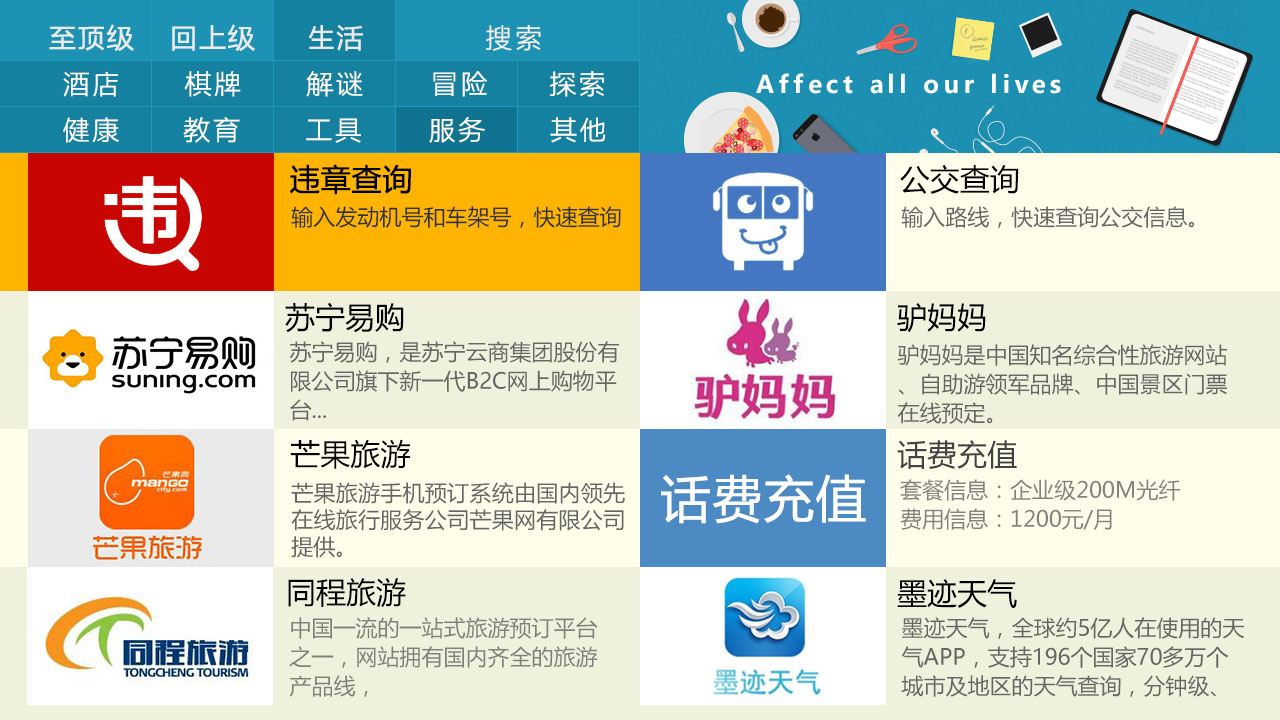 至顶级 回上级 生活 搜索
酒店 棋牌 解谜 冒险 探索
健康 教育 工具 服务 其他
Affect all our lives
违
违章查询
输入发动机号和车架号，快速查询
公交查询
输入路线，快速查询公交信息。
苏宁易购
suning.com
苏宁易购
苏宁易购，是苏宁云商集团股份有
限公司旗下新一代B2C网上购物平
台...
驴妈妈
驴妈妈
驴妈妈是中国知名综合性旅游网站
、自助游领军品牌、中国景区门票
在线预定。
芒果网
mango
city.com
芒果旅游
芒果旅游
芒果旅游手机预订系统由国内领先
在线旅行服务公司芒果网有限公司
提供。
话费充值
话费充值
套餐信息：企业级200M光纤
费用信息：1200元/月
同程旅游
TONGCHENG TOURISM
同程旅游
中国一流的一站式旅游预订平台
之一，网站拥有国内齐全的旅游
产品线，
墨迹天气
墨迹天气
墨迹天气，全球约5亿人在使用的天
气APP，支持196个国家70多万个
城市及地区的天气查询，分钟级、